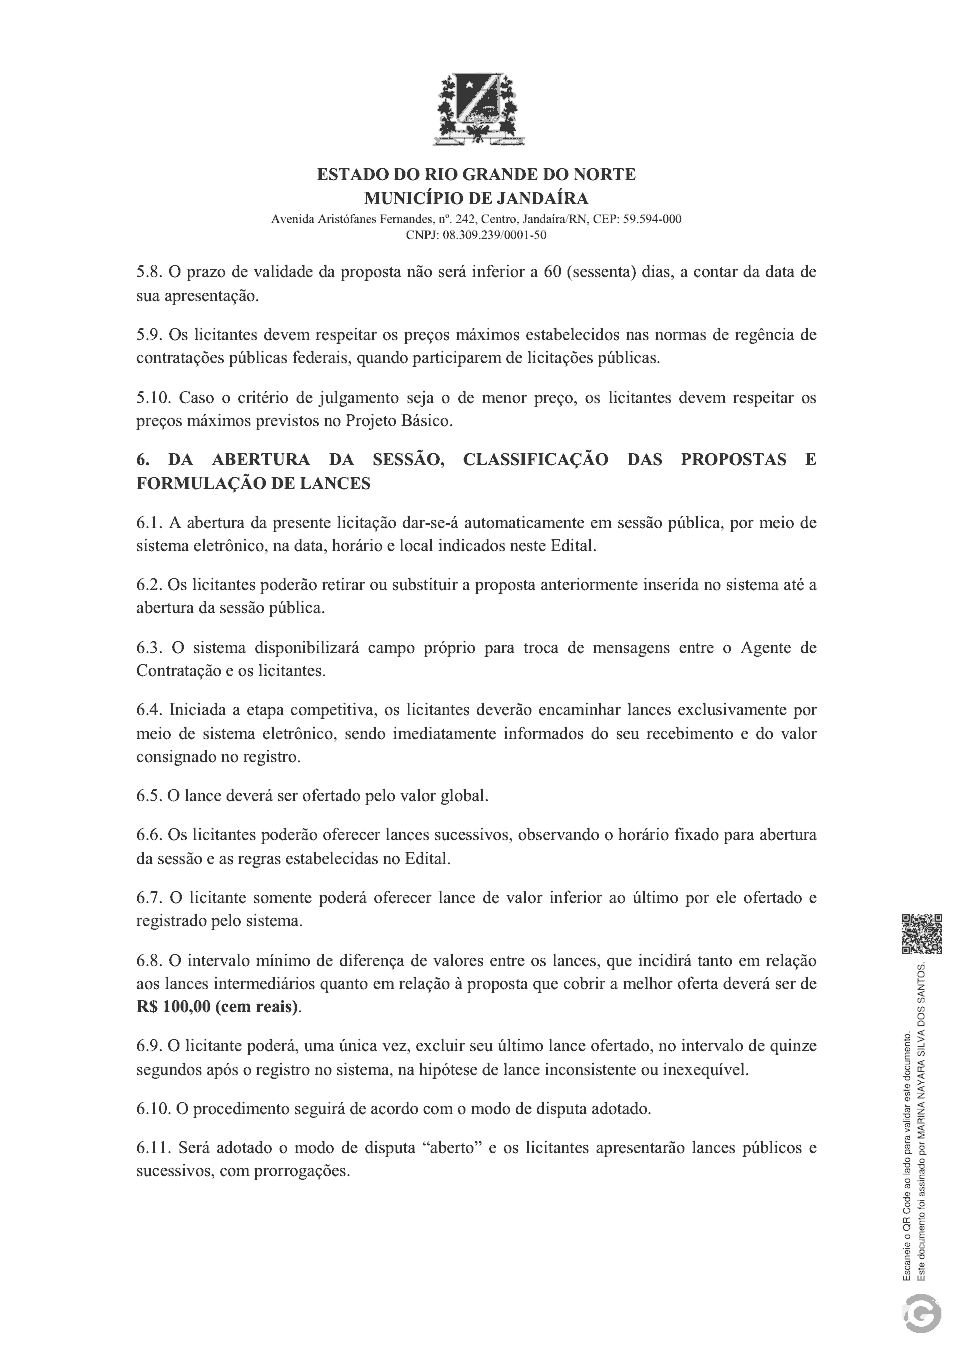 ESTADO DO RIO GRANDE DO NORTE
MUNICÍPIO DE JANDAÍRA
Avenida Aristófanes Fernandes, nº. 242, Centro, Jandaíra/RN, CEP: 59.594-000
CNPJ: 08.309.239/0001-50
5.8. O prazo de validade da proposta não será inferior a 60 (sessenta) dias, a contar da data de
sua apresentação.
5.9. Os licitantes devem respeitar os preços máximos estabelecidos nas normas de regência de
contratações públicas federais, quando participarem de licitações públicas.
5.10. Caso o critério de julgamento seja o de menor preço, os licitantes devem respeitar os
preços máximos previstos no Projeto Básico.
6. DA ABERTURA DA SESSÃO, CLASSIFICAÇÃO DAS PROPOSTAS E
FORMULAÇÃO DE LANCES
6.1. A abertura da presente licitação dar-se-á automaticamente em sessão pública, por meio de
sistema eletrônico, na data, horário e local indicados neste Edital.
6.2. Os licitantes poderão retirar ou substituir a proposta anteriormente inserida no sistema até a
abertura da sessão pública.
6.3. O sistema disponibilizará campo próprio para troca de mensagens entre o Agente de
Contratação e os licitantes.
6.4. Iniciada a etapa competitiva, os licitantes deverão encaminhar lances exclusivamente por
meio de sistema eletrônico, sendo imediatamente informados do seu recebimento e do valor
consignado no registro.
6.5. O lance deverá ser ofertado pelo valor global.
6.6. Os licitantes poderão oferecer lances sucessivos, observando o horário fixado para abertura
da sessão e as regras estabelecidas no Edital.
6.7. O licitante somente poderá oferecer lance de valor inferior ao último por ele ofertado e
registrado pelo sistema.
6.8. O intervalo mínimo de diferença de valores entre os lances, que incidirá tanto em relação
aos lances intermediários quanto em relação à proposta que cobrir a melhor oferta deverá ser de
R$ 100,00 (cem reais).
6.9. O licitante poderá, uma única vez, excluir seu último lance ofertado, no intervalo de quinze
segundos após o registro no sistema, na hipótese de lance inconsistente ou inexequível.
6.10. O procedimento seguirá de acordo com o modo de disputa adotado.
6.11. Será adotado o modo de disputa “aberto” e os licitantes apresentarão lances públicos e
sucessivos, com prorrogações.
Escaneie o QR Code ao lado para validar este documento.
Este documento foi assinado por MARINA NAYARA SILVA DOS SANTOS.
G